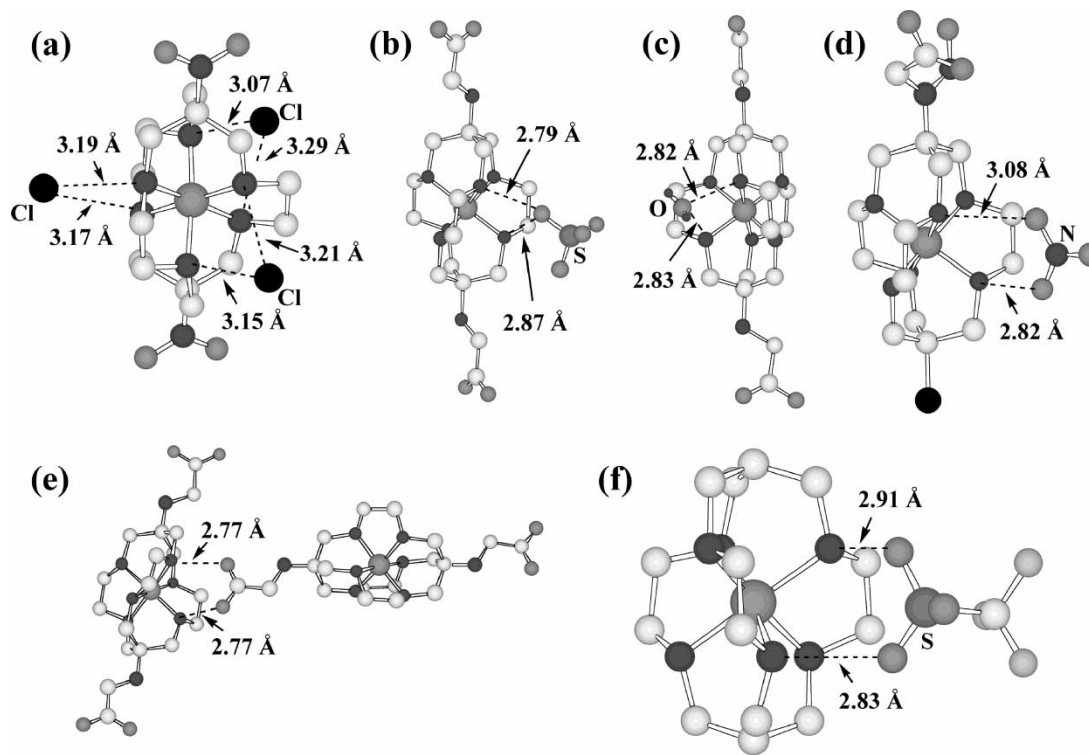 (a)
3.07 Å
Cl
3.19 Å
3.29 Å
Cl
3.17 Å
3.21 Å
Cl
3.15 Å
(b)
2.79 Å
S
2.87 Å
(c)
2.82 Å
O
2.83 Å
(d)
3.08 Å
N
2.82 Å
(e)
2.77 Å
2.77 Å
(f)
2.91 Å
S
2.83 Å